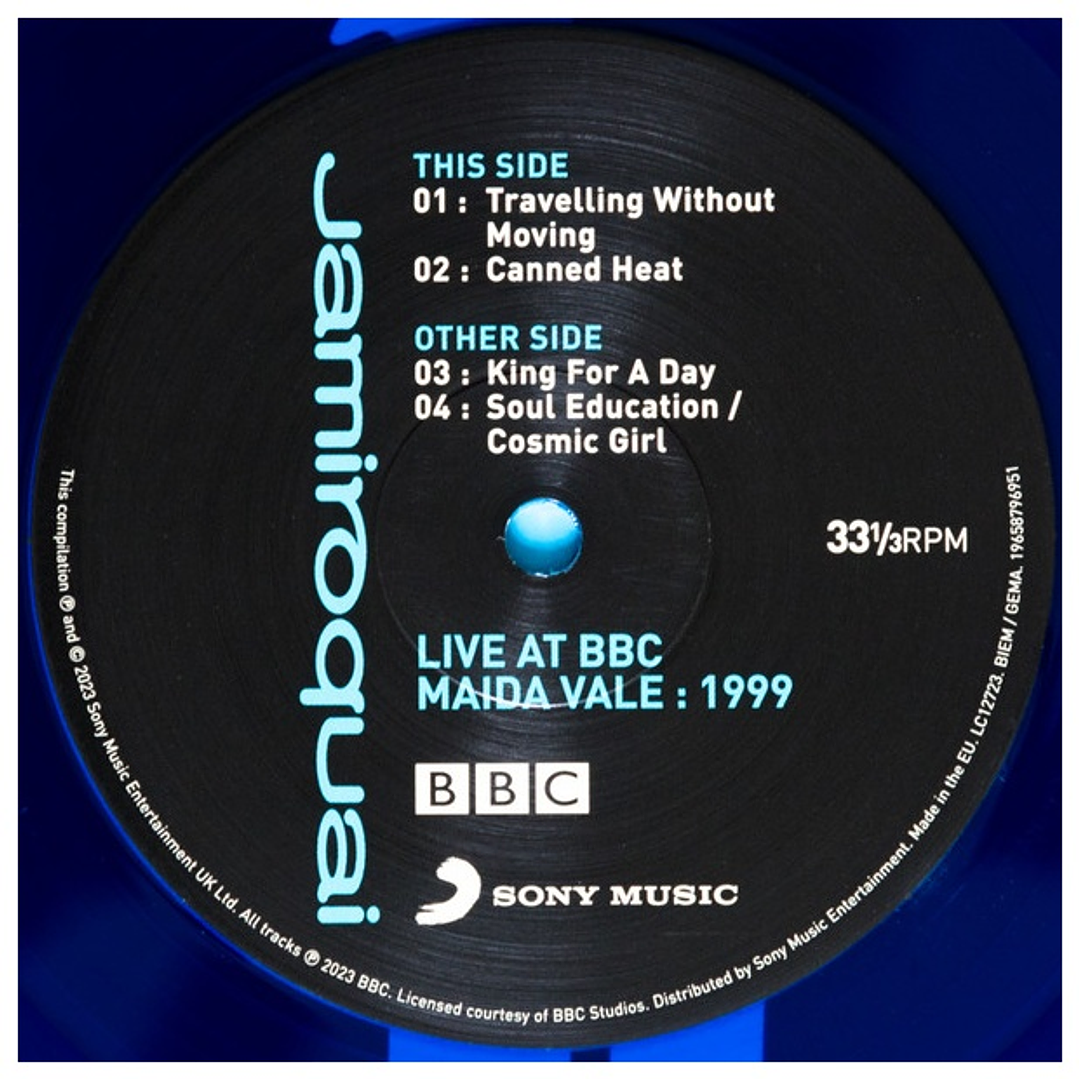 Jamiroquai
THIS SIDE
01 : Travelling Without
Moving
02 : Canned Heat
OTHER SIDE
03 : King For A Day
04 : Soul Education /
Cosmic Girl
33⅓RPM
LIVE AT BBC
MAIDA VALE : 1999
BBC
SONY MUSIC
This compilation ℗ and © 2023 Sony Music Entertainment UK Ltd. All tracks ℗ 2023 BBC. Licensed courtesy of BBC Studios. Distributed by Sony Music Entertainment. Made in the EU. LC12723. BIEM / GEMA. 19658796951